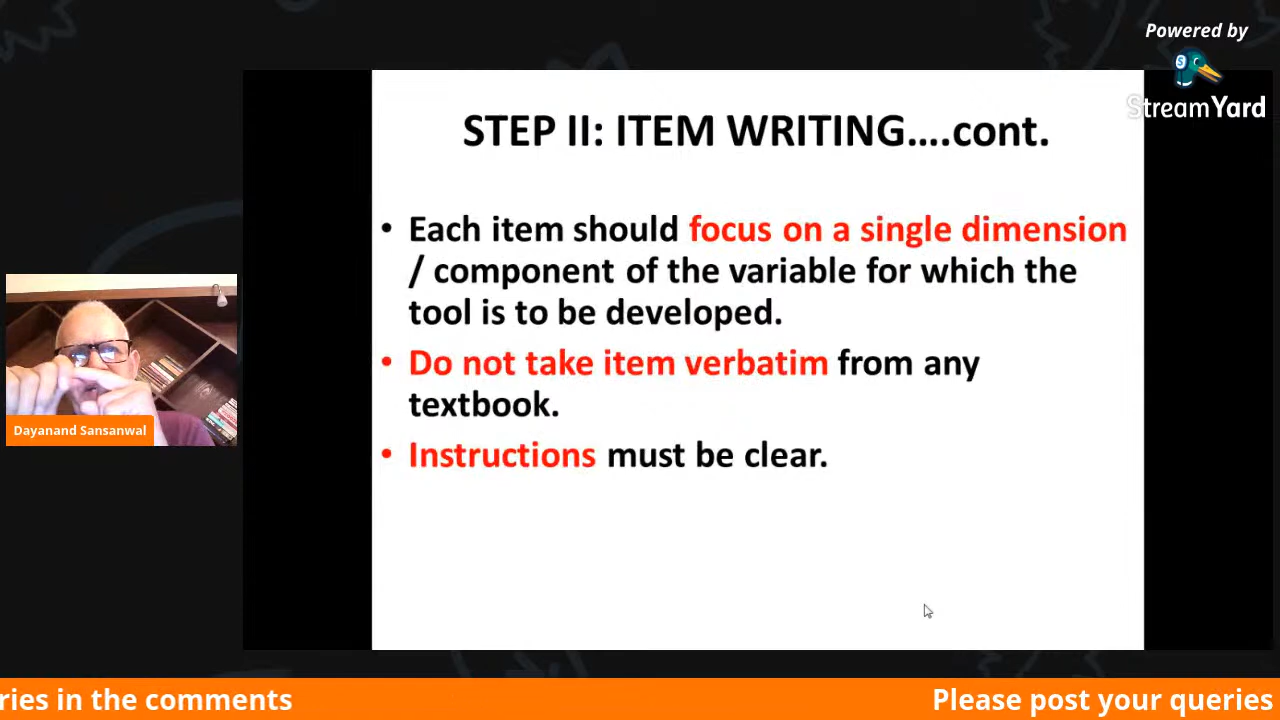 Powered by
StreamYard
STEP II: ITEM WRITING....cont.
• Each item should focus on a single dimension
/ component of the variable for which the
tool is to be developed.
• Do not take item verbatim from any
textbook.
• Instructions must be clear.
Dayanand Sansanwal
ries in the comments
Please post your queries